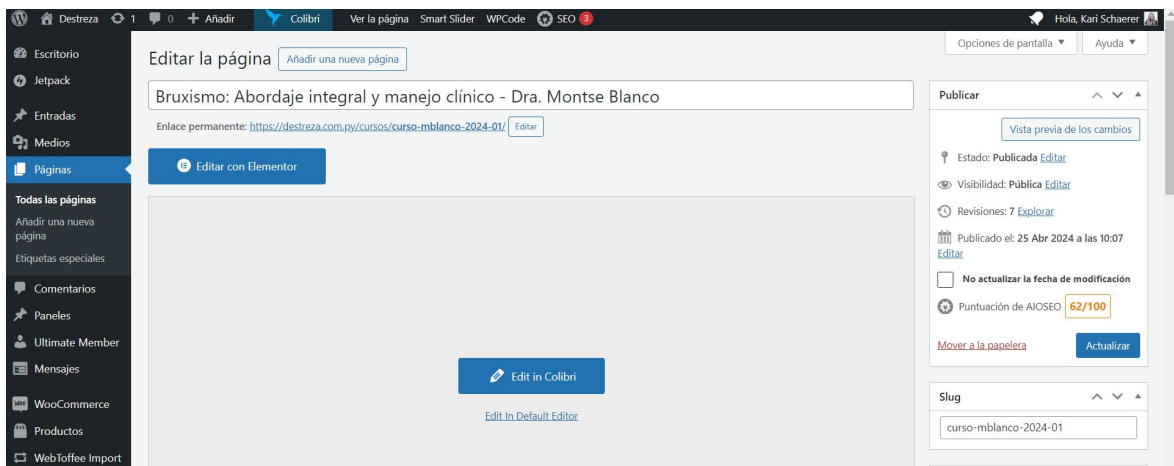 Destreza 1 0 Añadir Colibri Ver la página Smart Slider WPCode SEO 3 Hola, Kari Schaerer
Opciones de pantalla Ayuda
Escritorio
Jetpack
Entradas
Medios
Páginas
Todas las páginas
Añadir una nueva
página
Etiquetas especiales
Comentarios
Paneles
Ultimate Member
Mensajes
WooCommerce
Productos
WebToffee Import
Editar la página Añadir una nueva página
Bruxismo: Abordaje integral y manejo clínico - Dra. Montse Blanco
Enlace permanente: https://destreza.com.py/cursos/curso-mblanco-2024-01/ Editar
Editar con Elementor
Edit in Colibri
Edit In Default Editor
Publicar
Vista previa de los cambios
Estado: Publicada Editar
Visibilidad: Pública Editar
Revisiones: 7 Explorar
Publicado el: 25 Abr 2024 a las 10:07
Editar
No actualizar la fecha de modificación
Puntuación de AIOSEO 62/100
Mover a la papelera Actualizar
Slug
curso-mblanco-2024-01